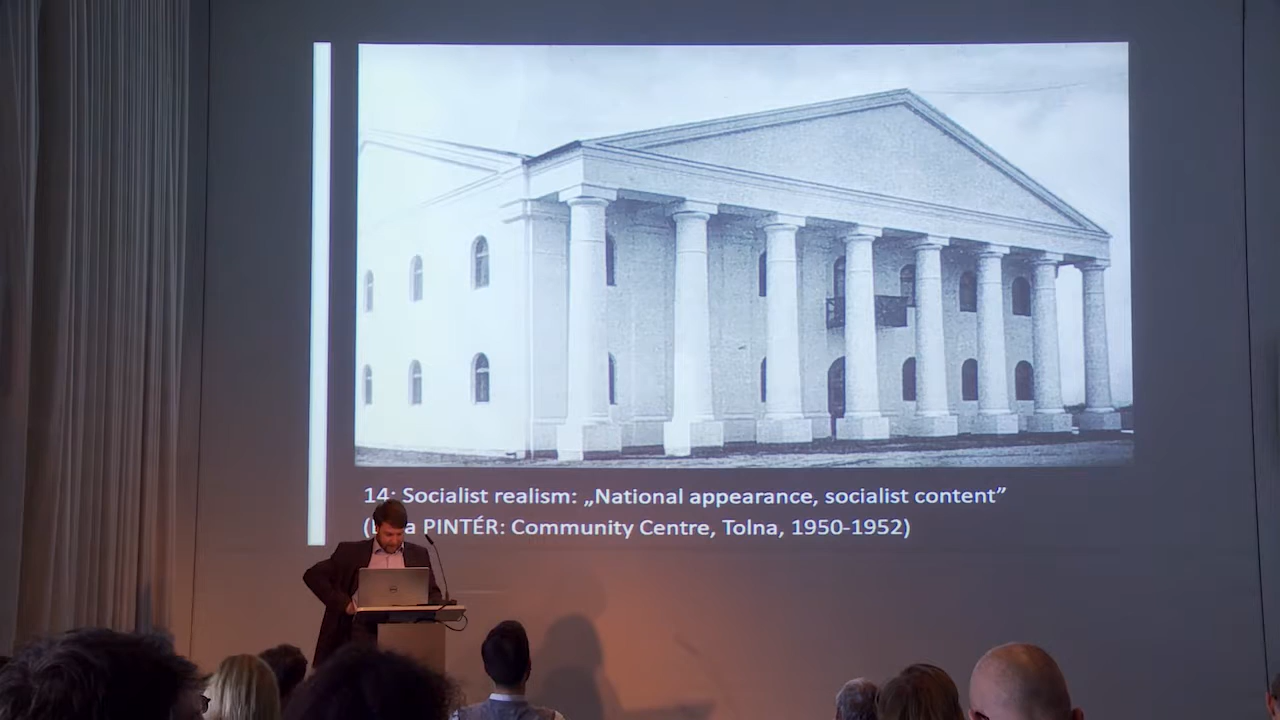 14: Socialist realism: „National appearance, socialist content”
PINTÉR: Community Centre, Tolna, 1950-1952)